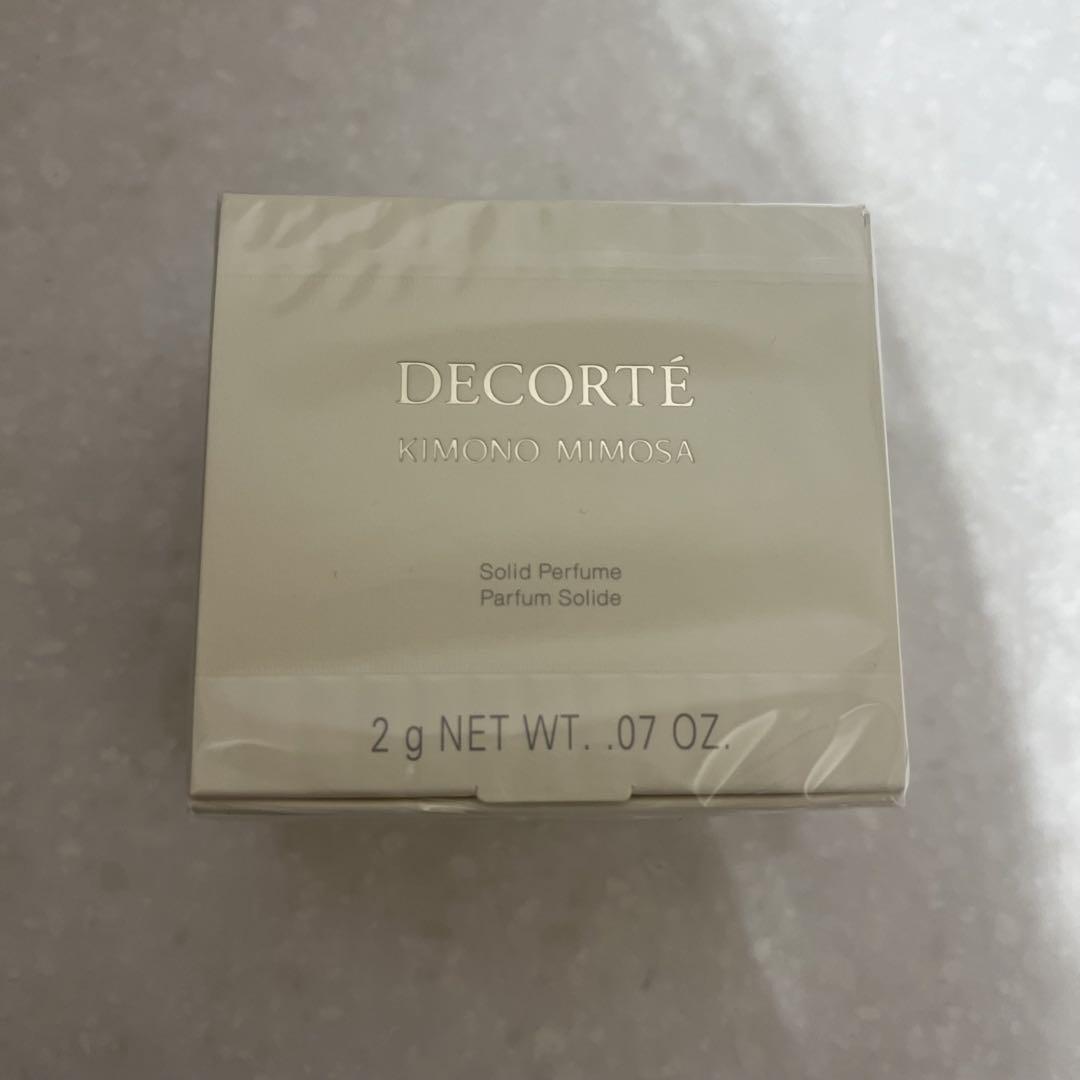 DECORTÉ
KIMONO MIMOSA
Solid Perfume
Parfum Solide
2 g NET WT. .07 OZ.